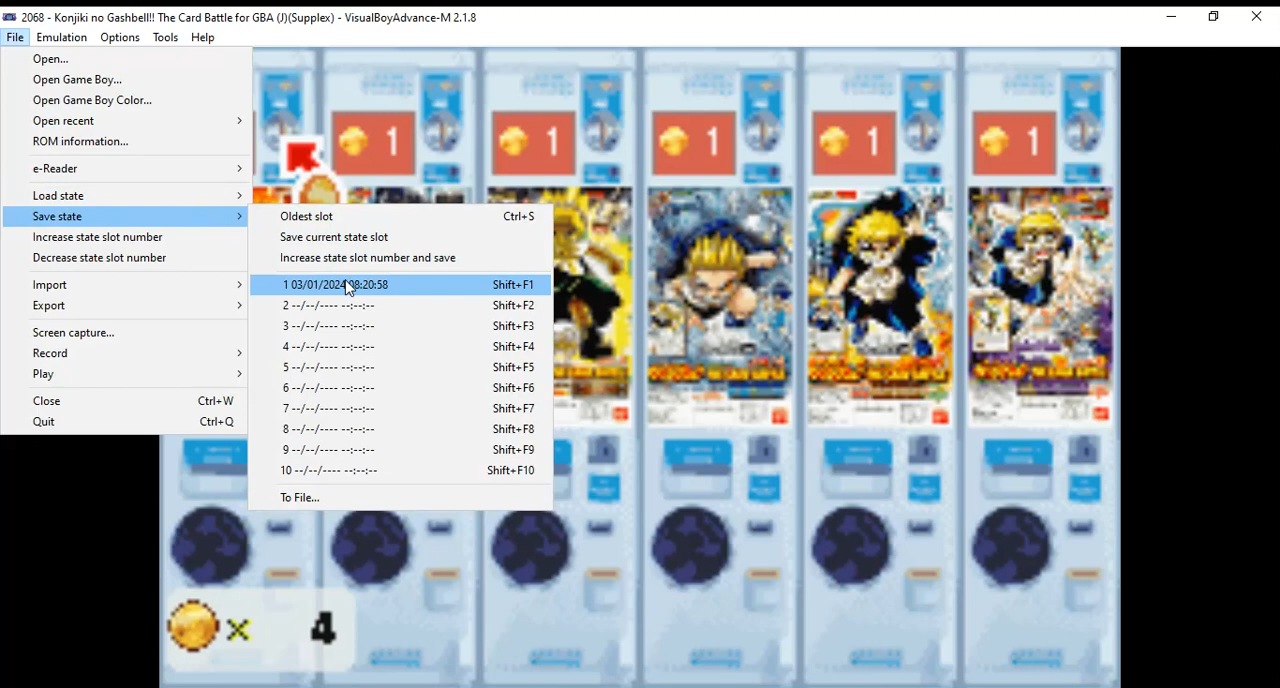 2068 - Konjiki no Gashbell!! The Card Battle for GBA (J)(Supplex) - VisualBoyAdvance-M 2.1.8
File Emulation Options Tools Help
Open...
Open Game Boy...
Open Game Boy Color...
Open recent
ROM information...
e-Reader
Load state
Save state
Increase state slot number
Decrease state slot number
Import
Export
Screen capture...
Record
Play
Close Ctrl+W
Quit Ctrl+Q
Oldest slot Ctrl+S
Save current state slot
Increase state slot number and save
1 03/01/2024 08:20:58 Shift+F1
2 --/--/---- --:--:-- Shift+F2
3 --/--/---- --:--:-- Shift+F3
4 --/--/---- --:--:-- Shift+F4
5 --/--/---- --:--:-- Shift+F5
6 --/--/---- --:--:-- Shift+F6
7 --/--/---- --:--:-- Shift+F7
8 --/--/---- --:--:-- Shift+F8
9 --/--/---- --:--:-- Shift+F9
10 --/--/---- --:--:-- Shift+F10
To File...
1 1 1 1 1
× 4